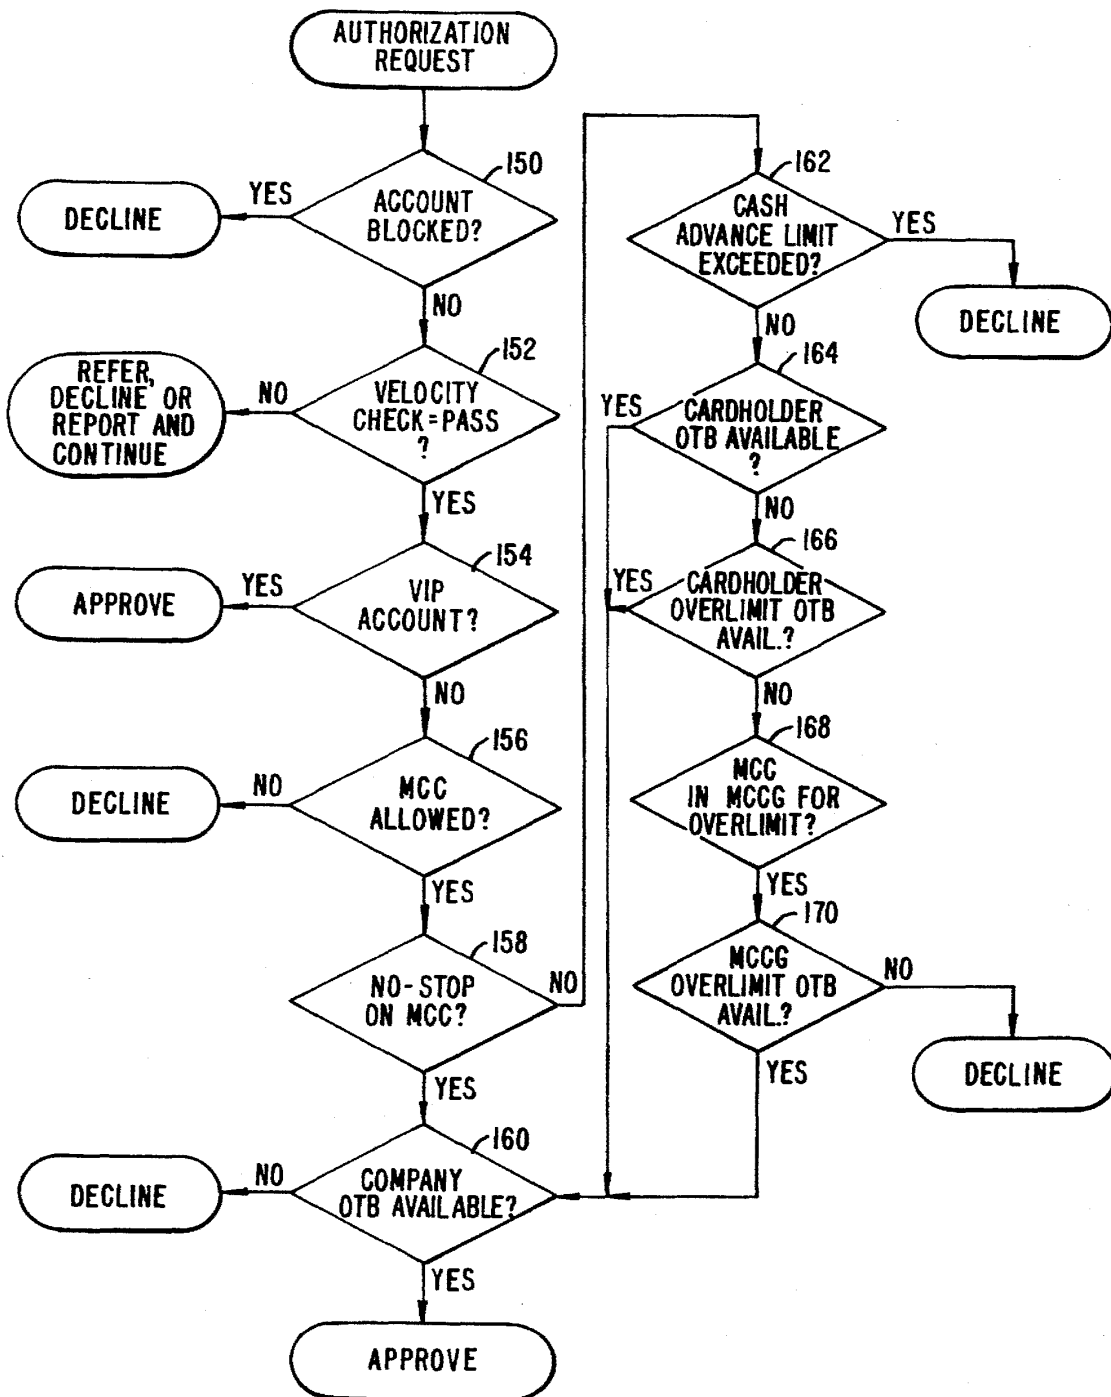 AUTHORIZATION
REQUEST
150
ACCOUNT
BLOCKED?
YES
DECLINE
NO
152
VELOCITY
CHECK=PASS
?
NO
REFER,
DECLINE OR
REPORT AND
CONTINUE
YES
154
VIP
ACCOUNT?
YES
APPROVE
NO
156
MCC
ALLOWED?
NO
DECLINE
YES
158
NO-STOP
ON MCC?
NO
YES
160
COMPANY
OTB AVAILABLE?
NO
DECLINE
YES
APPROVE
162
CASH
ADVANCE LIMIT
EXCEEDED?
YES
DECLINE
NO
164
CARDHOLDER
OTB AVAILABLE
?
YES
NO
166
CARDHOLDER
OVERLIMIT OTB
AVAIL.?
YES
NO
168
MCC
IN MCCG FOR
OVERLIMIT?
YES
170
MCCG
OVERLIMIT OTB
AVAIL.?
NO
DECLINE
YES